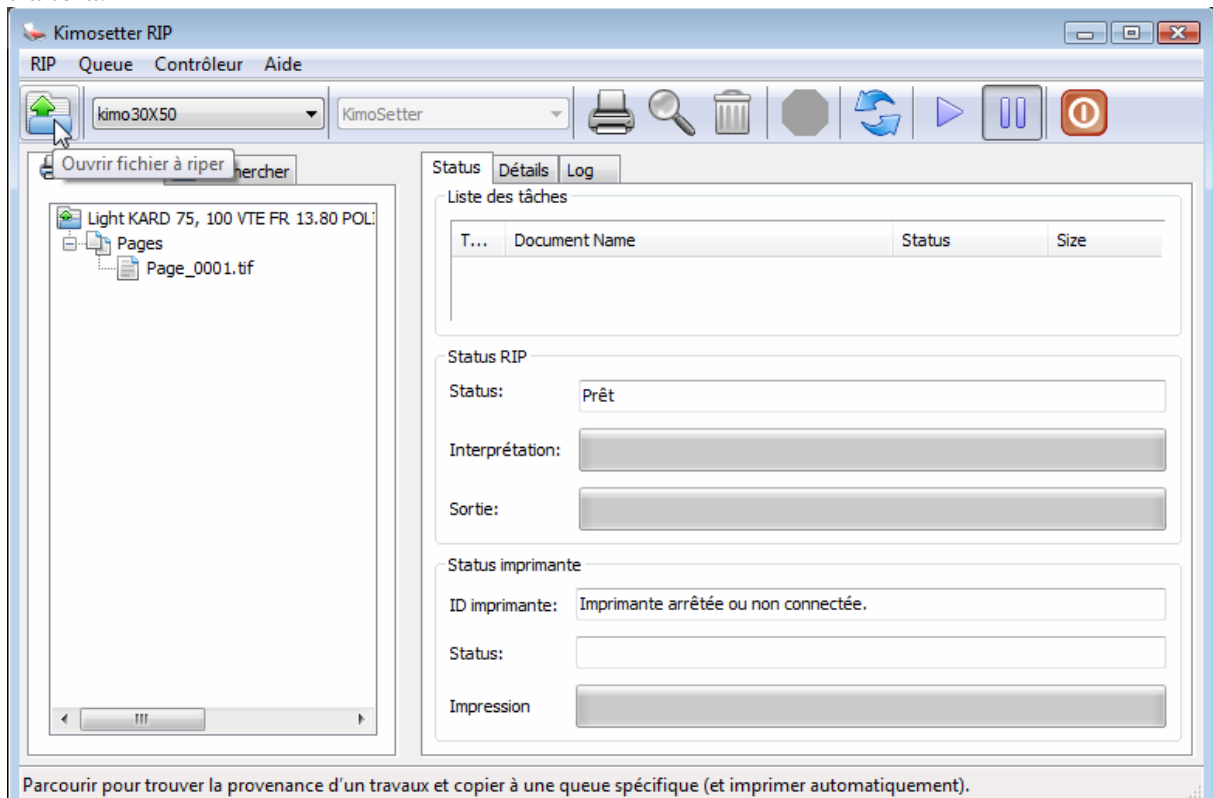 Kimosetter RIP
RIP Queue Contrôleur Aide
kimo30X50 KimoSetter
Ouvrir fichier à riper
hercher
Light KARD 75, 100 VTE FR 13.80 POL
Pages
Page_0001.tif
Status Détails Log
Liste des tâches
T... Document Name Status Size
Status RIP
Status: Prêt
Interprétation:
Sortie:
Status imprimante
ID imprimante: Imprimante arrêtée ou non connectée.
Status:
Impression
Parcourir pour trouver la provenance d'un travaux et copier à une queue spécifique (et imprimer automatiquement).